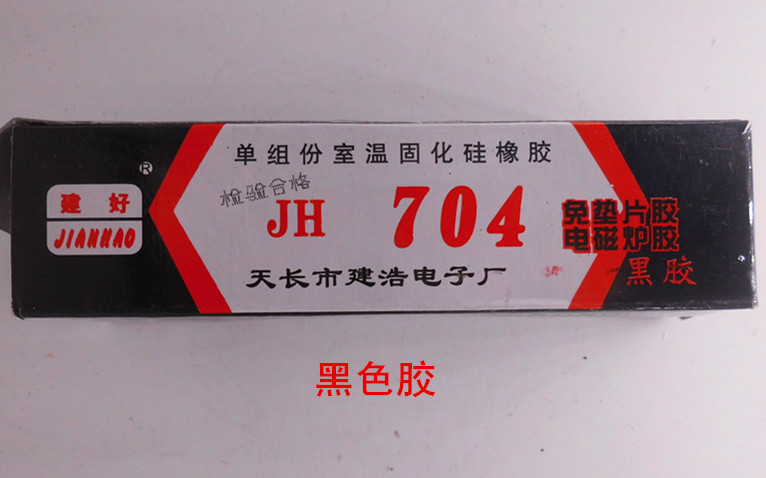 单组份室温固化硅橡胶
®
建好
JIANHAO
检验合格
JH 704
免垫片胶
电磁炉胶
黑胶
天长市建浩电子厂
黑色胶